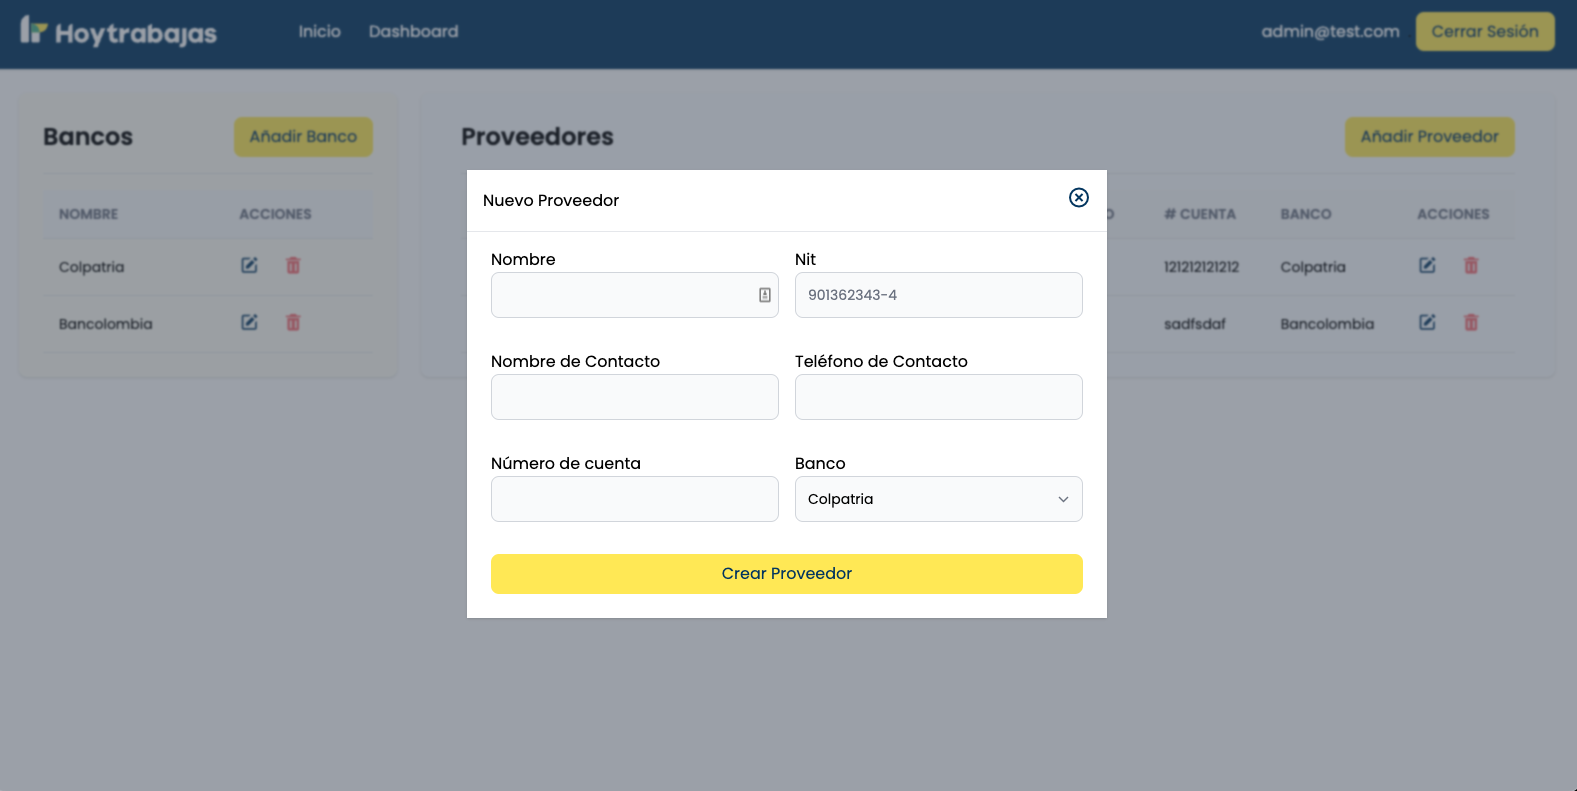 Hoytrabajas Inicio Dashboard admin@test.com Cerrar Sesión
Bancos Añadir Banco
NOMBRE ACCIONES
Colpatria
Bancolombia
Proveedores Añadir Proveedor
# CUENTA BANCO ACCIONES
121212121212 Colpatria
sadfsdaf Bancolombia
Nuevo Proveedor
Nombre Nit
901362343-4
Nombre de Contacto Teléfono de Contacto
Número de cuenta Banco
Colpatria
Crear Proveedor